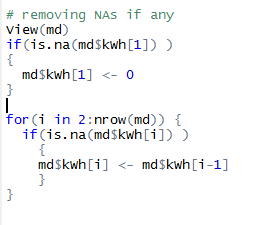 # removing NAs if any
View(md)
if(is.na(md$kWh[1]) )
{
  md$kWh[1] <- 0
}
for(i in 2:nrow(md)) {
  if(is.na(md$kWh[i]) )
    {
    md$kWh[i] <- md$kWh[i-1]
    }
}